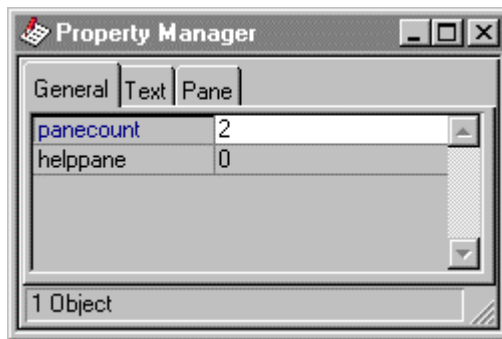 Property Manager
General Text Pane
panecount 2
helppane 0
1 Object